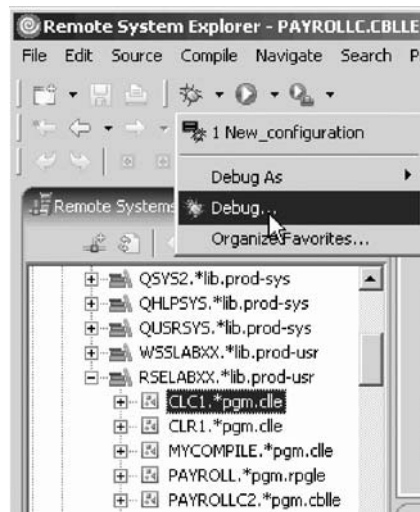 Remote System Explorer - PAYROLLC.CBLLE
File Edit Source Compile Navigate Search P
1 New_configuration
Debug As
Debug...
Organize Favorites...
Remote Systems
QSYS2.*lib.prod-sys
QHLPSYS.*lib.prod-sys
QUSRSYS.*lib.prod-usr
WSSLABXX.*lib.prod-usr
RSELABXX.*lib.prod-usr
CLC1.*pgm.clle
CLR1.*pgm.clle
MYCOMPILE.*pgm.clle
PAYROLL.*pgm.rpgle
PAYROLLC2.*pgm.cblle